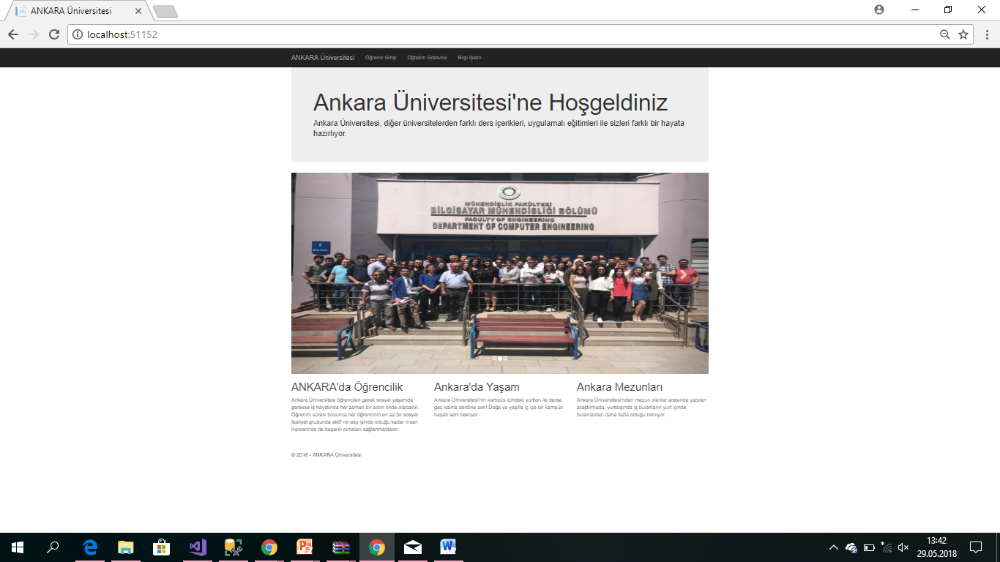 ANKARA Üniversitesi
localhost:51152
ANKARA Üniversitesi Öğrenci Girişi Öğretim Görevlisi Bilgi İşlem
Ankara Üniversitesi'ne Hoşgeldiniz
Ankara Üniversitesi, diğer üniversitelerden farklı ders içerikleri, uygulamalı eğitimleri ile sizleri farklı bir hayata
hazırlıyor.
MÜHENDİSLİK FAKÜLTESİ
BİLGİSAYAR MÜHENDİSLİĞİ BÖLÜMÜ
FACULTY OF ENGINEERING
DEPARTMENT OF COMPUTER ENGINEERING
BLOK
ANKARA'da Öğrencilik
Ankara Üniversitesi öğrencileri gerek sosyal yaşamda
gerekse iş hayatında her zaman bir adım önde olacaktır.
Öğrenim süresi boyunca her öğrencinin en az bir sosyal
faaliyet grubunda aktif rol alıp işinde olduğu kadar insan
ilişkilerinde de başarılı olmaları sağlanmaktadır.
Ankara'da Yaşam
Ankara Üniversitesi'nin kampüs içindeki yurtları ile derse
geç kalma derdine son! Doğa ve yeşille iç içe bir kampüs
hayatı seni bekliyor
Ankara Mezunları
Ankara Üniversitesi'nden mezun olanlar arasında yapılan
araştırmada, yurtdışında iş bulanların yurt içinde
bulanlardan daha fazla olduğu biliniyor.
© 2018 - ANKARA Üniversitesi
13:42
29.05.2018